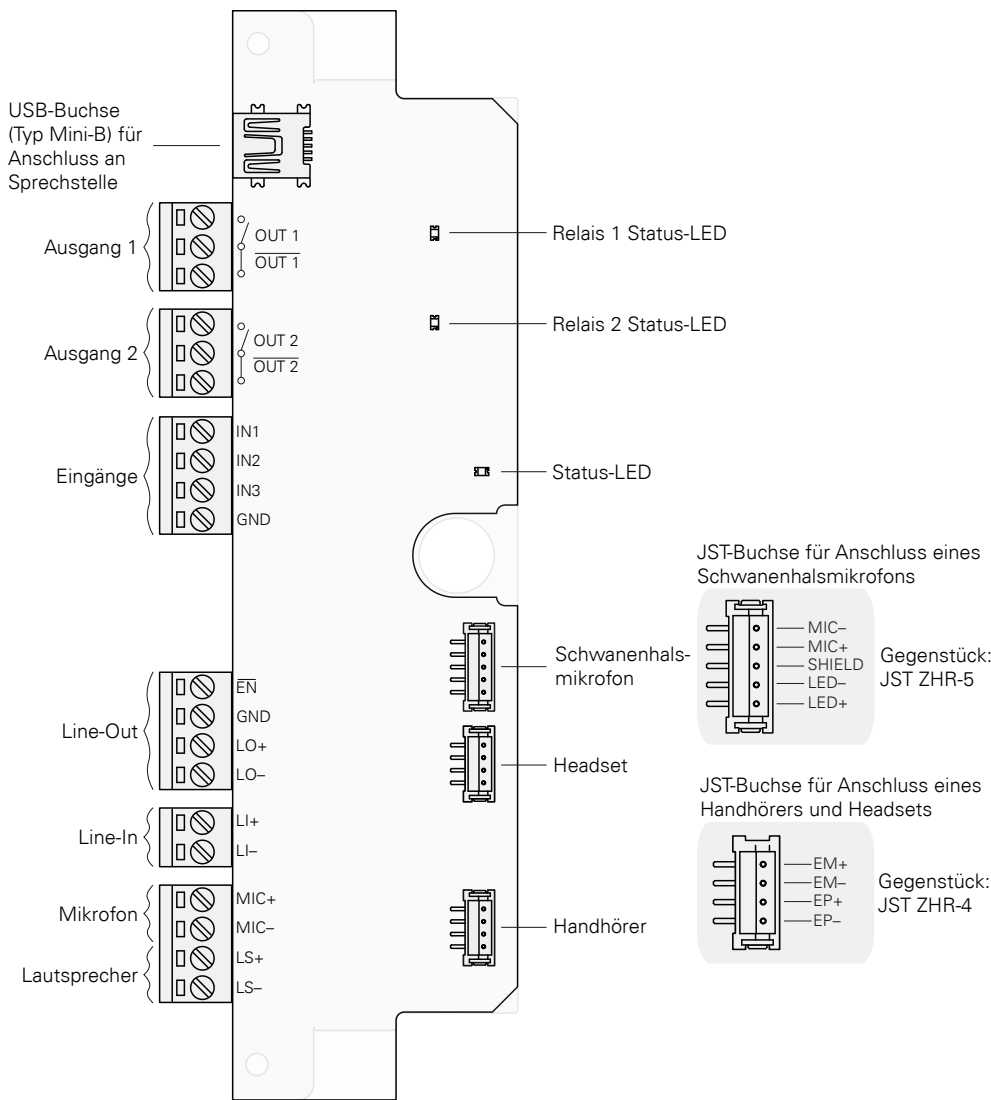 USB-Buchse
(Typ Mini-B) für
Anschluss an
Sprechstelle
Ausgang 1
OUT 1
OUT 1
Relais 1 Status-LED
Ausgang 2
OUT 2
OUT 2
Relais 2 Status-LED
Eingänge
IN1
IN2
IN3
GND
Status-LED
JST-Buchse für Anschluss eines
Schwanenhalsmikrofons
MIC–
MIC+
SHIELD
LED–
LED+
Gegenstück:
JST ZHR-5
Schwanenhals-
mikrofon
Line-Out
EN
GND
LO+
LO–
Headset
JST-Buchse für Anschluss eines
Handhörers und Headsets
EM+
EM–
EP+
EP–
Gegenstück:
JST ZHR-4
Line-In
LI+
LI–
Mikrofon
MIC+
MIC–
Handhörer
Lautsprecher
LS+
LS–